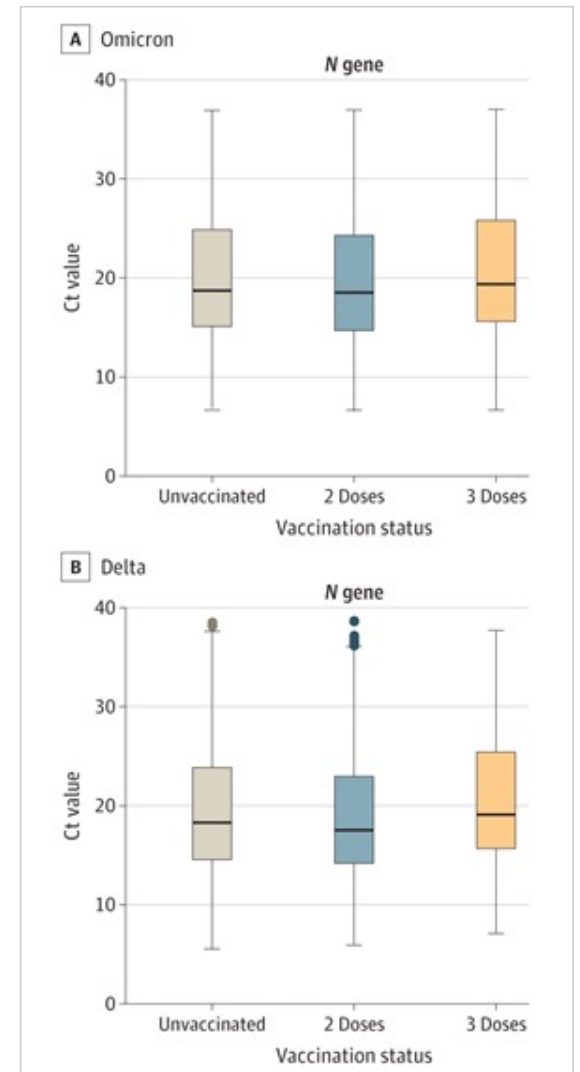 A Omicron
N gene
40
30
20
10
0
Ct value
Unvaccinated 2 Doses 3 Doses
Vaccination status
B Delta
N gene
40
30
20
10
0
Ct value
Unvaccinated 2 Doses 3 Doses
Vaccination status